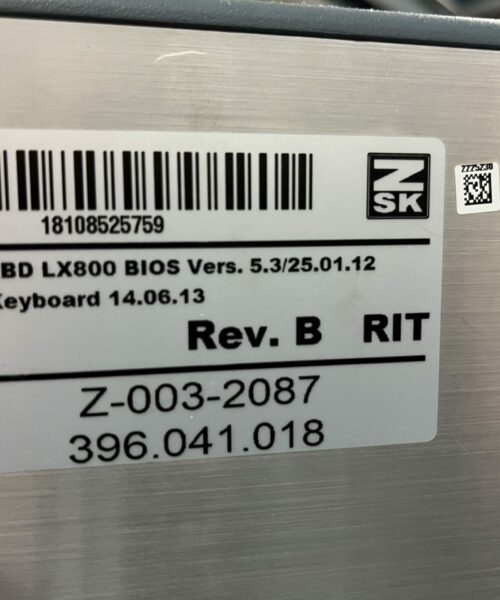 Z
SK
2225230
18108525759
BD LX800 BIOS Vers. 5.3/25.01.12
Keyboard 14.06.13
Rev. B RIT
Z-003-2087
396.041.018